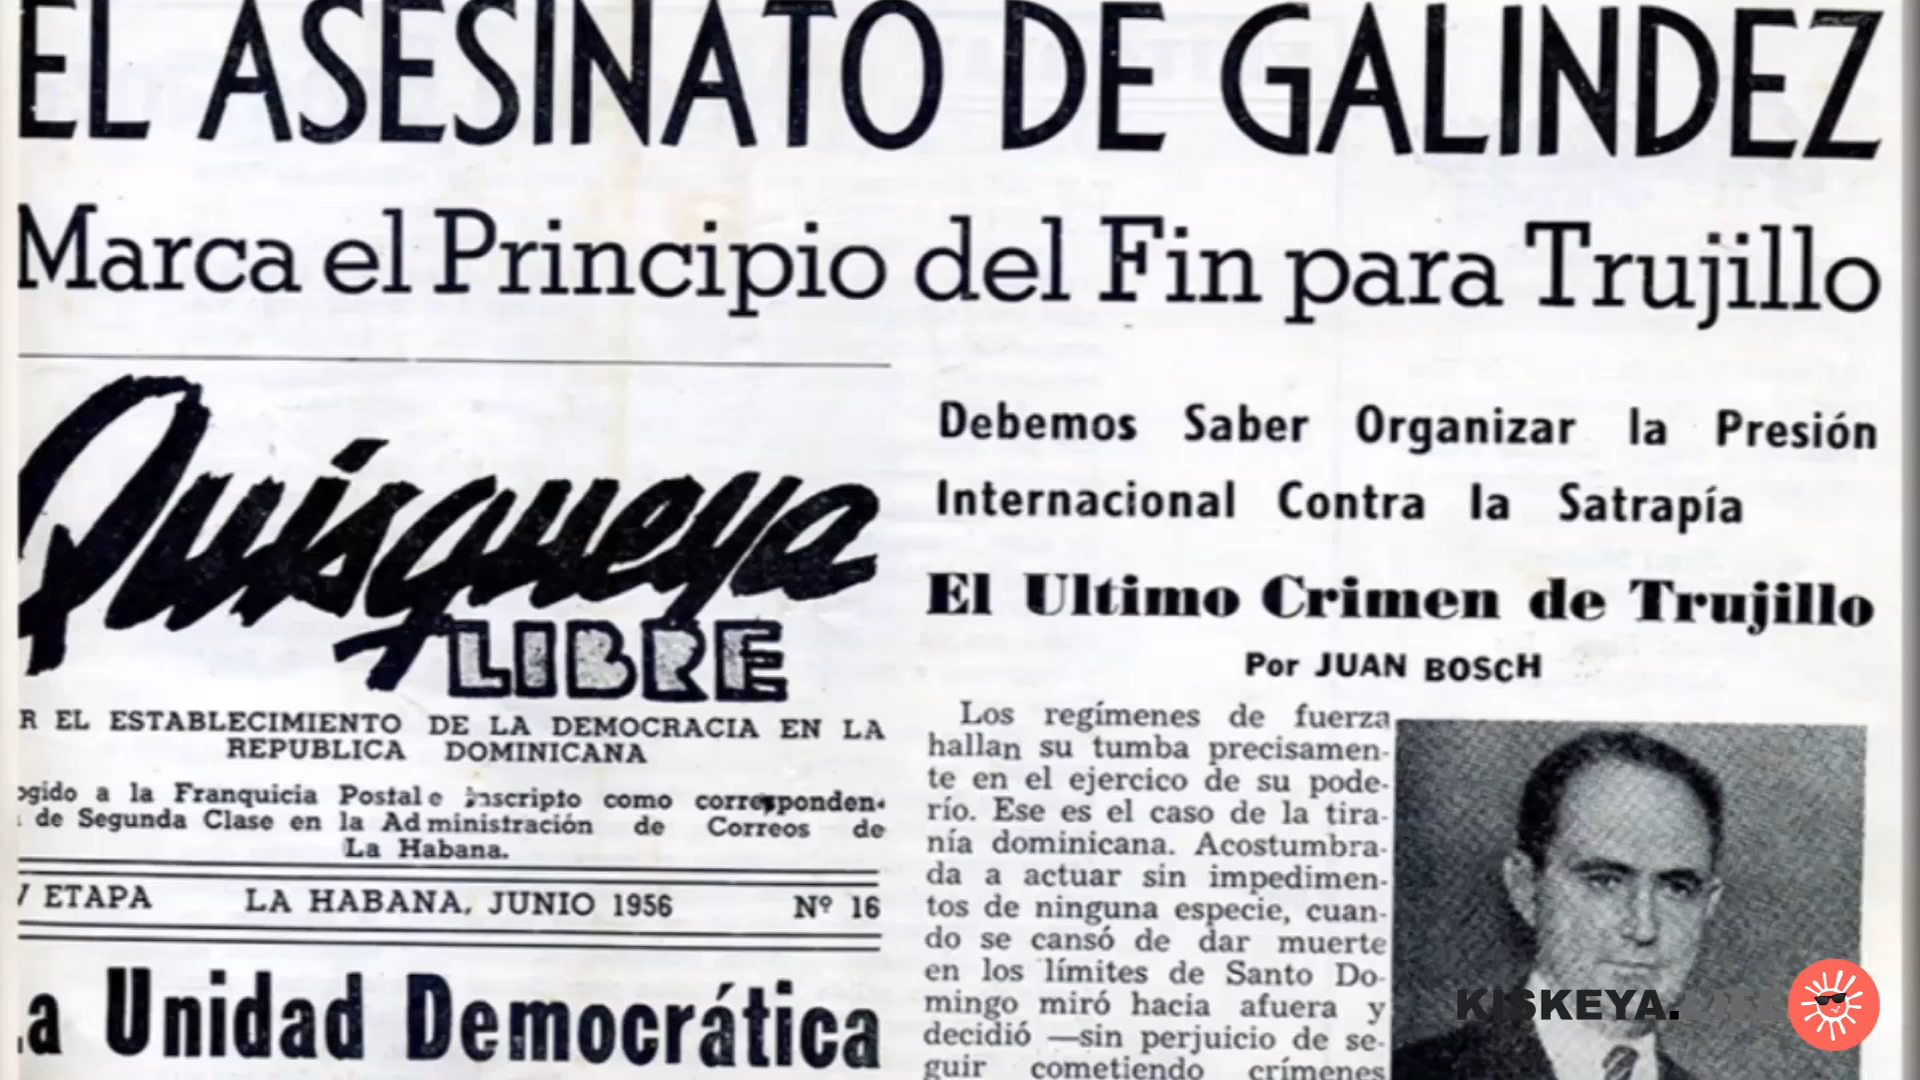 EL ASESINATO DE GALINDEZ
Marca el Principio del Fin para Trujillo
Quisqueya
LIBRE
R EL ESTABLECIMIENTO DE LA DEMOCRACIA EN LA
REPUBLICA DOMINICANA
ogido a la Franquicia Postal e inscripto como corresponden-
de Segunda Clase en la Administración de Correos de
La Habana.
ETAPA LA HABANA, JUNIO 1956 Nº 16
La Unidad Democrática
Debemos Saber Organizar la Presión
Internacional Contra la Satrapía
El Ultimo Crimen de Trujillo
Por JUAN BOSCH
Los regímenes de fuerza
hallan su tumba precisamen-
te en el ejercico de su pode-
río. Ese es el caso de la tira-
nía dominicana. Acostumbra-
da a actuar sin impedimen-
tos de ninguna especie, cuan-
do se cansó de dar muerte
en los límites de Santo Do-
mingo miró hacia afuera y
decidió —sin perjuicio de se-
guir cometiendo crímenes
KISKEYA.